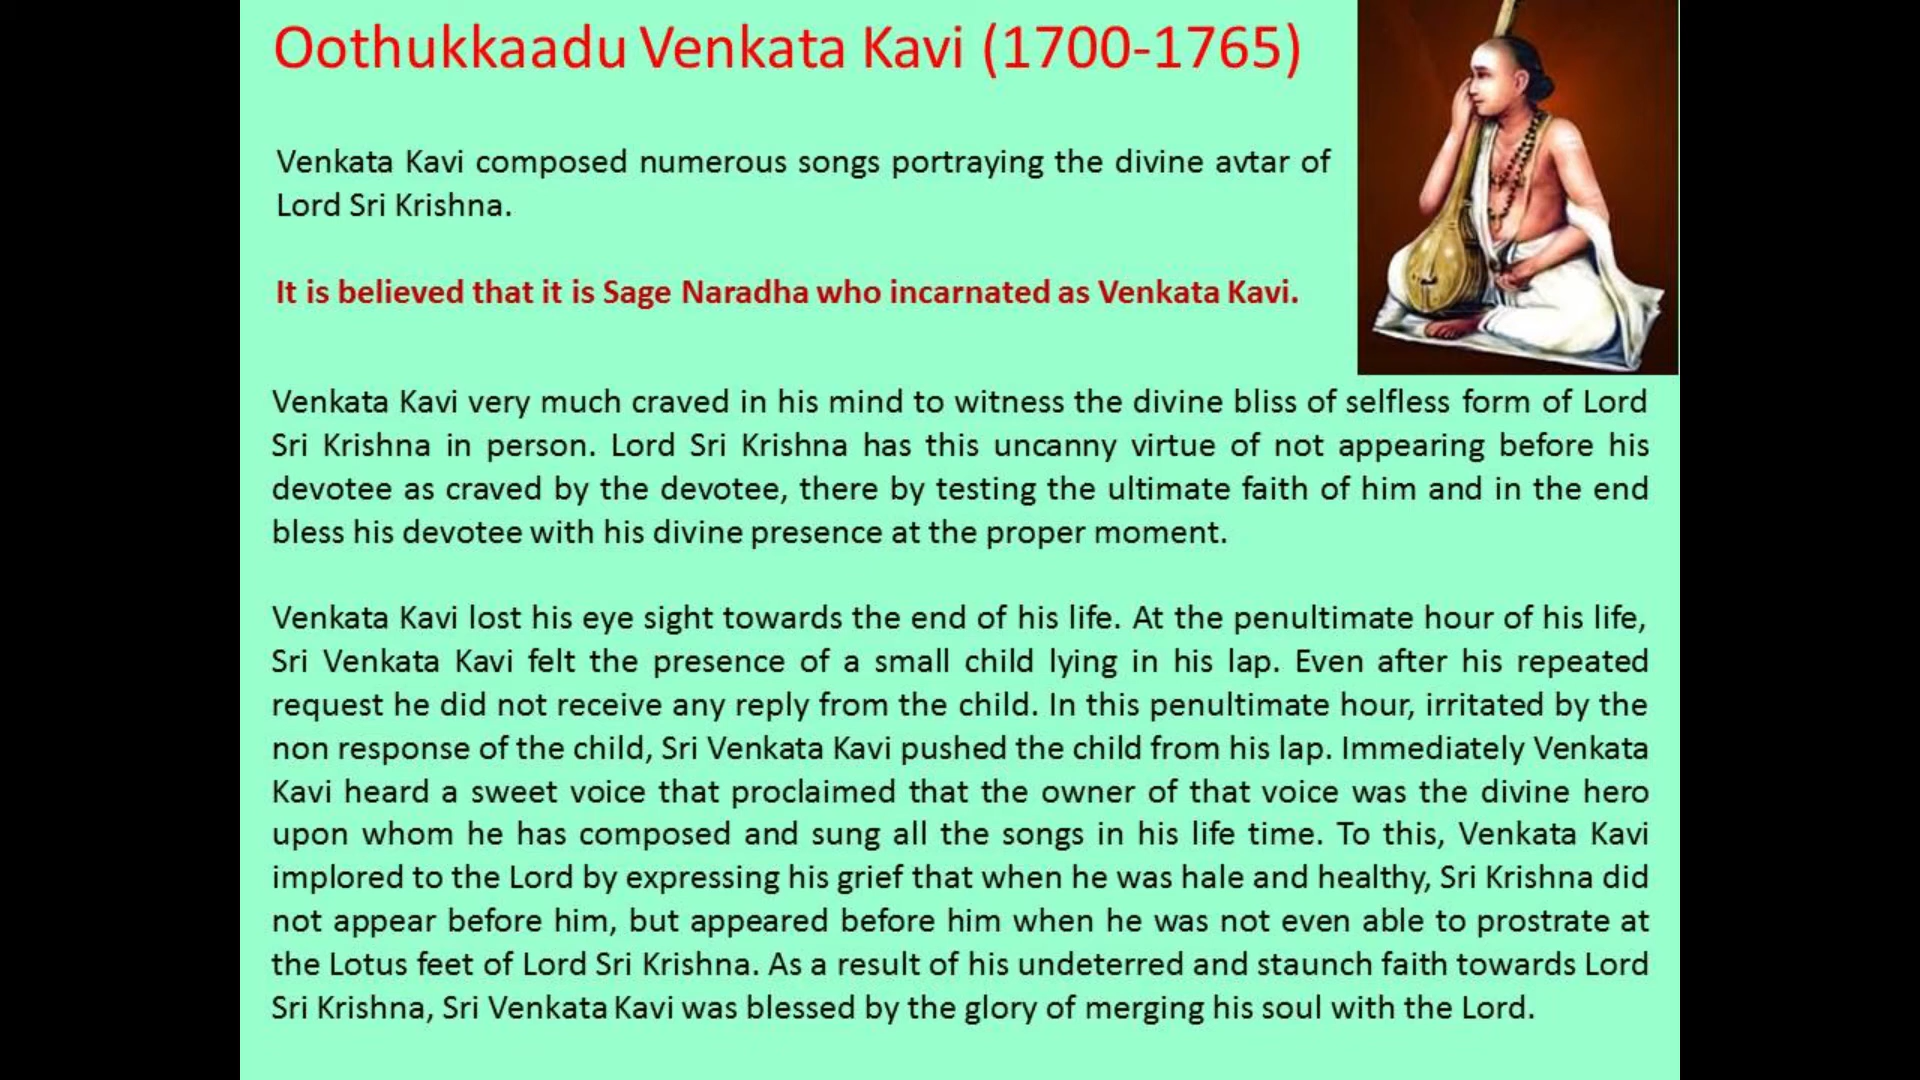 Oothukkaadu Venkata Kavi (1700-1765)
Venkata Kavi composed numerous songs portraying the divine avtar of
Lord Sri Krishna.
It is believed that it is Sage Naradha who incarnated as Venkata Kavi.
Venkata Kavi very much craved in his mind to witness the divine bliss of selfless form of Lord
Sri Krishna in person. Lord Sri Krishna has this uncanny virtue of not appearing before his
devotee as craved by the devotee, there by testing the ultimate faith of him and in the end
bless his devotee with his divine presence at the proper moment.
Venkata Kavi lost his eye sight towards the end of his life. At the penultimate hour of his life,
Sri Venkata Kavi felt the presence of a small child lying in his lap. Even after his repeated
request he did not receive any reply from the child. In this penultimate hour, irritated by the
non response of the child, Sri Venkata Kavi pushed the child from his lap. Immediately Venkata
Kavi heard a sweet voice that proclaimed that the owner of that voice was the divine hero
upon whom he has composed and sung all the songs in his life time. To this, Venkata Kavi
implored to the Lord by expressing his grief that when he was hale and healthy, Sri Krishna did
not appear before him, but appeared before him when he was not even able to prostrate at
the Lotus feet of Lord Sri Krishna. As a result of his undeterred and staunch faith towards Lord
Sri Krishna, Sri Venkata Kavi was blessed by the glory of merging his soul with the Lord.